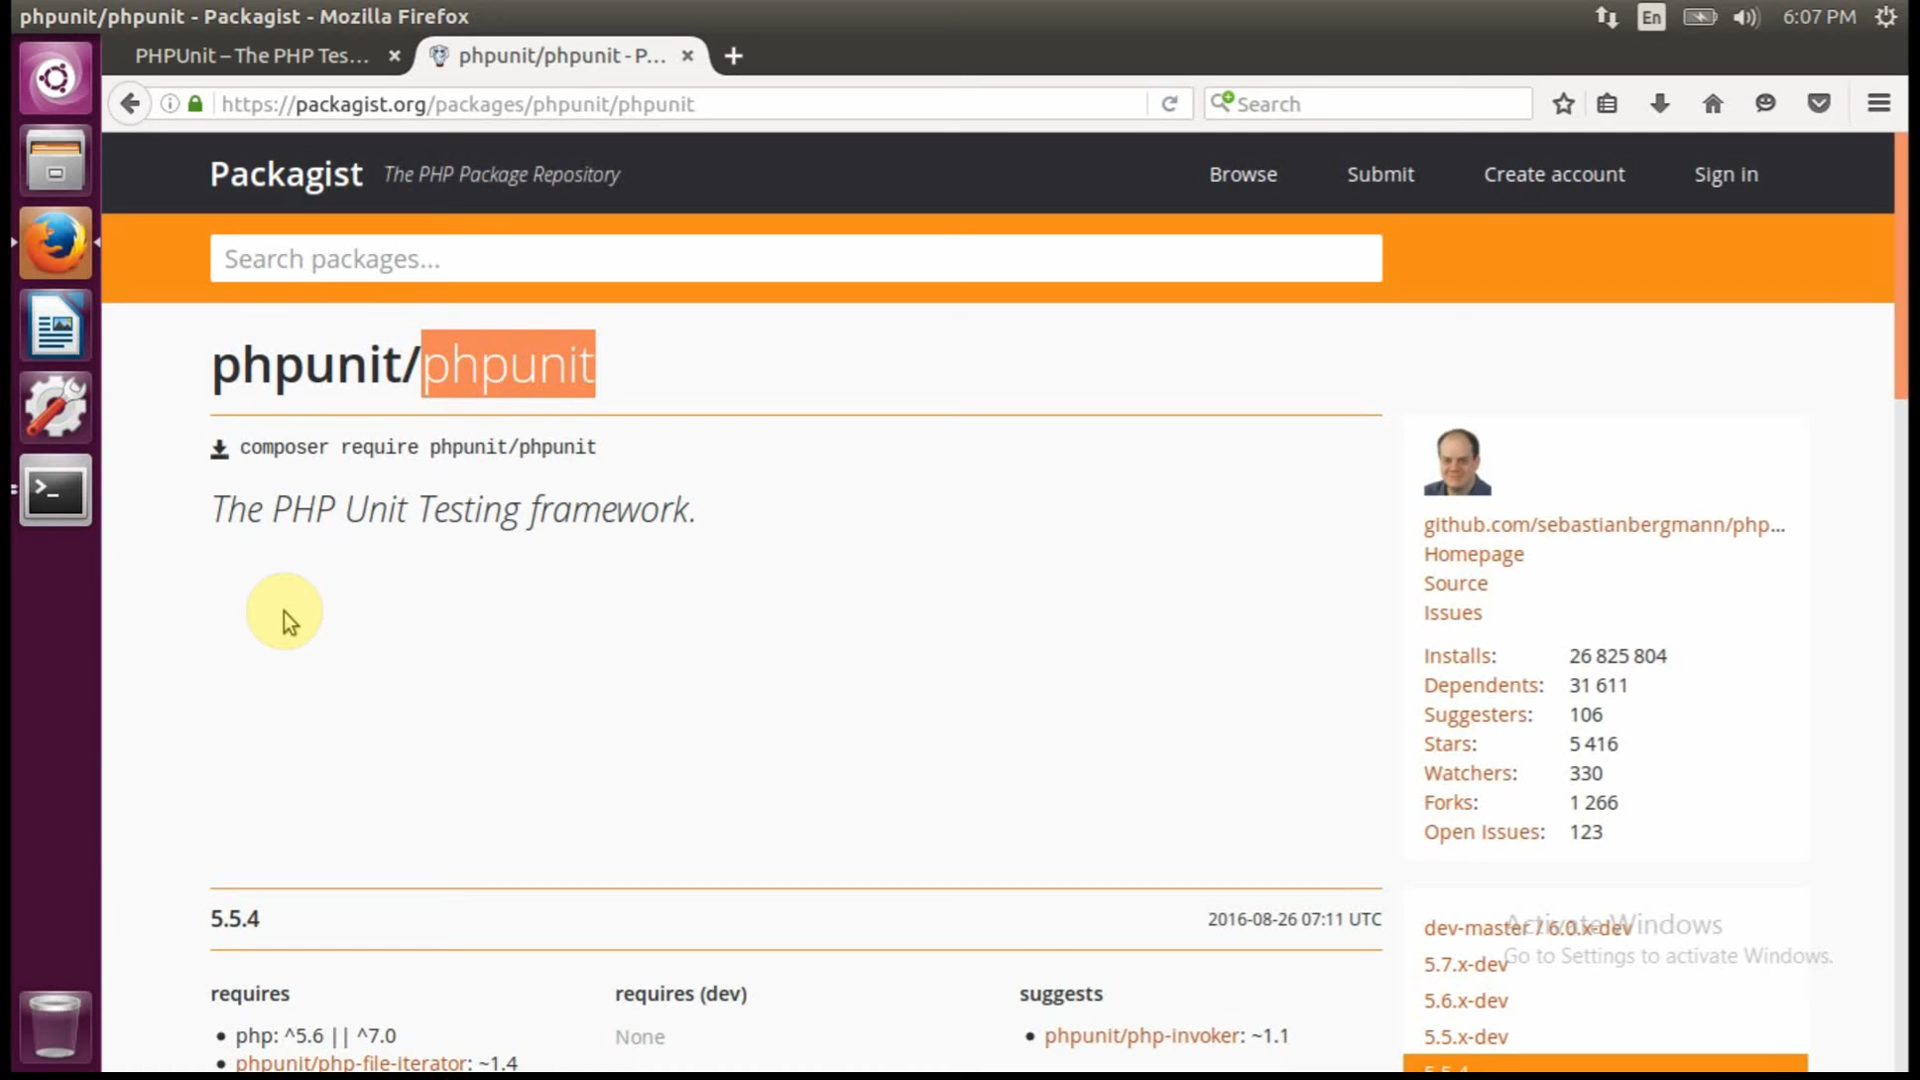 phpunit/phpunit - Packagist - Mozilla Firefox
En
6:07 PM
PHPUnit – The PHP Tes...
phpunit/phpunit - P...
https://packagist.org/packages/phpunit/phpunit
Search
Packagist
The PHP Package Repository
Browse
Submit
Create account
Sign in
Search packages...
phpunit/phpunit
composer require phpunit/phpunit
The PHP Unit Testing framework.
github.com/sebastianbergmann/php...
Homepage
Source
Issues
Installs: 26 825 804
Dependents: 31 611
Suggesters: 106
Stars: 5 416
Watchers: 330
Forks: 1 266
Open Issues: 123
5.5.4
2016-08-26 07:11 UTC
dev-master / 6.0.x-dev
Activate Windows
Go to Settings to activate Windows.
5.7.x-dev
5.6.x-dev
5.5.x-dev
5.5.4
requires
requires (dev)
suggests
php: ^5.6 || ^7.0
None
phpunit/php-invoker: ~1.1
phpunit/php-file-iterator: ~1.4